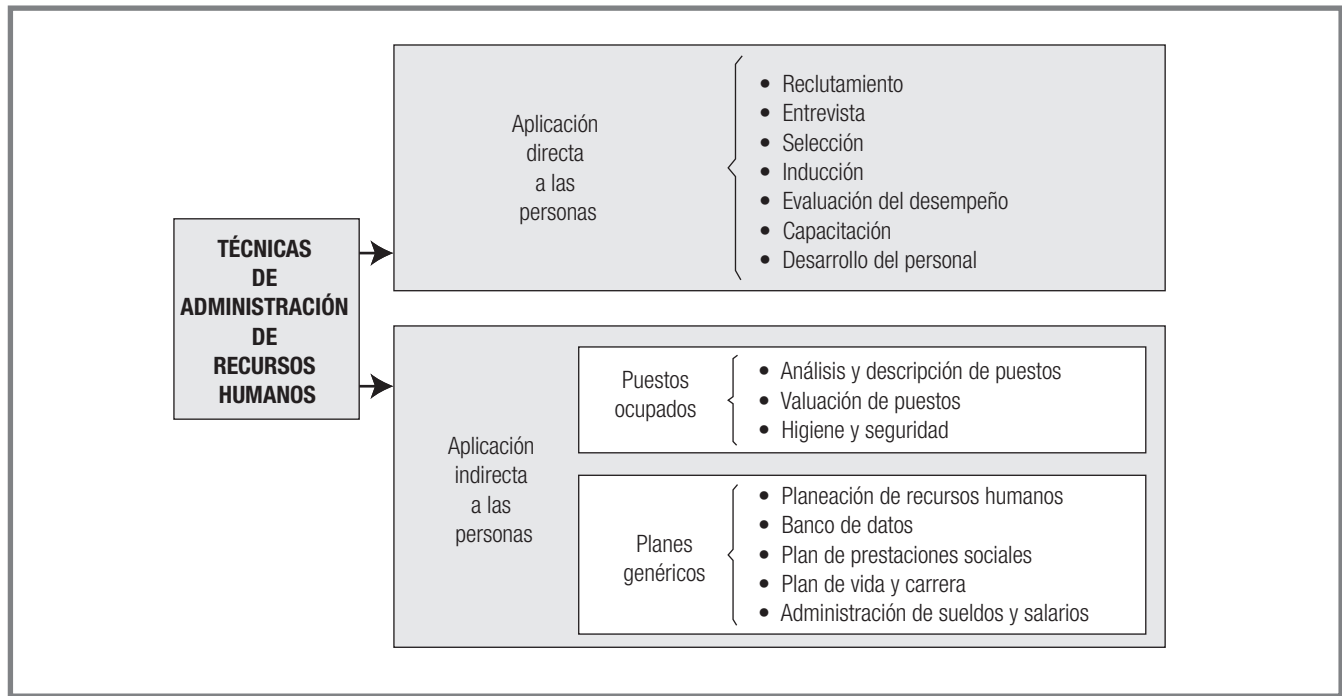 TÉCNICAS
DE
ADMINISTRACIÓN
DE
RECURSOS
HUMANOS
Aplicación
directa
a las
personas
• Reclutamiento
• Entrevista
• Selección
• Inducción
• Evaluación del desempeño
• Capacitación
• Desarrollo del personal
Aplicación
indirecta
a las
personas
Puestos
ocupados
• Análisis y descripción de puestos
• Valuación de puestos
• Higiene y seguridad
Planes
genéricos
• Planeación de recursos humanos
• Banco de datos
• Plan de prestaciones sociales
• Plan de vida y carrera
• Administración de sueldos y salarios